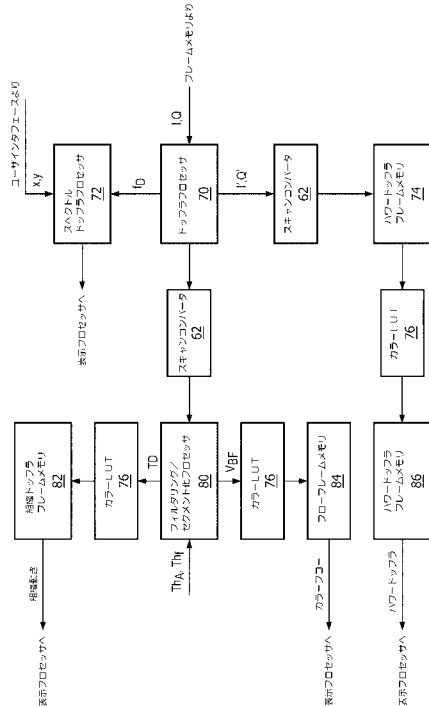 ユーザインタフェースより
x,y
スペクトル
ドップラプロセッサ
72
表示プロセッサへ
fD
フレームメモリより
I,Q
ドップラプロセッサ
70
I',Q'
スキャンコンバータ
62
スキャンコンバータ
62
パワードップラ
フレームメモリ
74
カラーLUT
76
パワードップラ
フレームメモリ
86
パワードップラ
表示プロセッサへ
組織ドップラ
フレームメモリ
82
組織動き
表示プロセッサへ
カラーLUT
76
TD
フィルタリング/
セグメント化プロセッサ
80
ThA, Thf
VBF
カラーLUT
76
フローフレームメモリ
84
カラーフロー
表示プロセッサへ